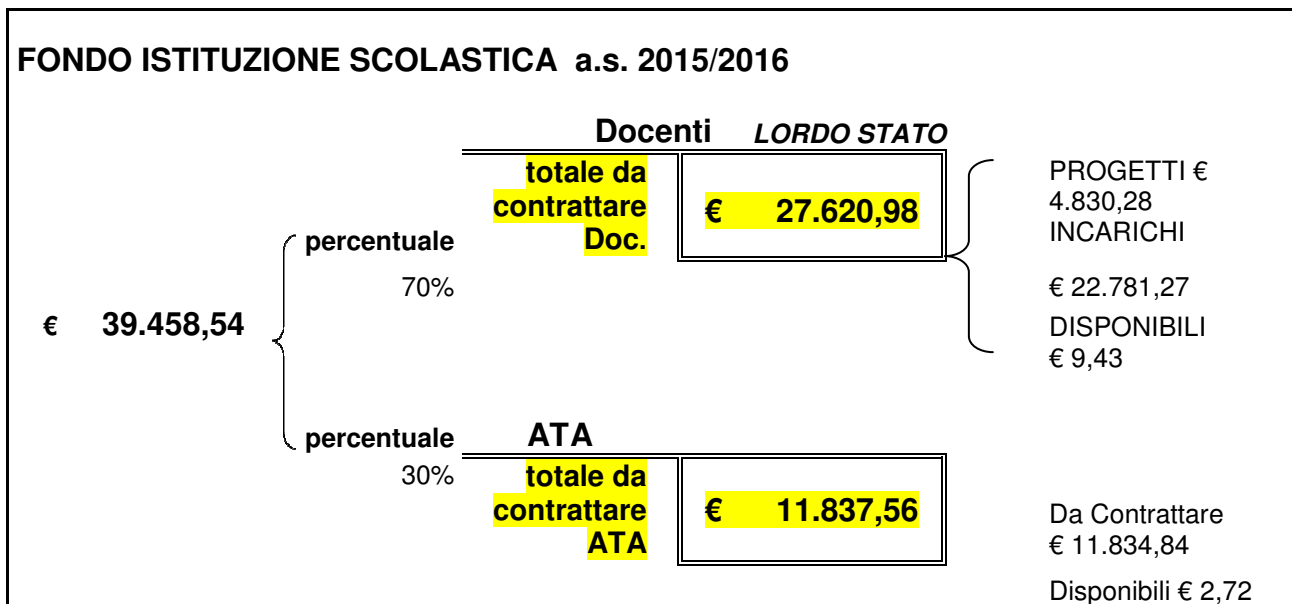 FONDO ISTITUZIONE SCOLASTICA a.s. 2015/2016
Docenti LORDO STATO
totale da
contrattare
Doc.
€ 27.620,98
PROGETTI €
4.830,28
INCARICHI
€ 22.781,27
DISPONIBILI
€ 9,43
percentuale
70%
€ 39.458,54
percentuale
30%
ATA
totale da
contrattare
ATA
€ 11.837,56
Da Contrattare
€ 11.834,84
Disponibili € 2,72